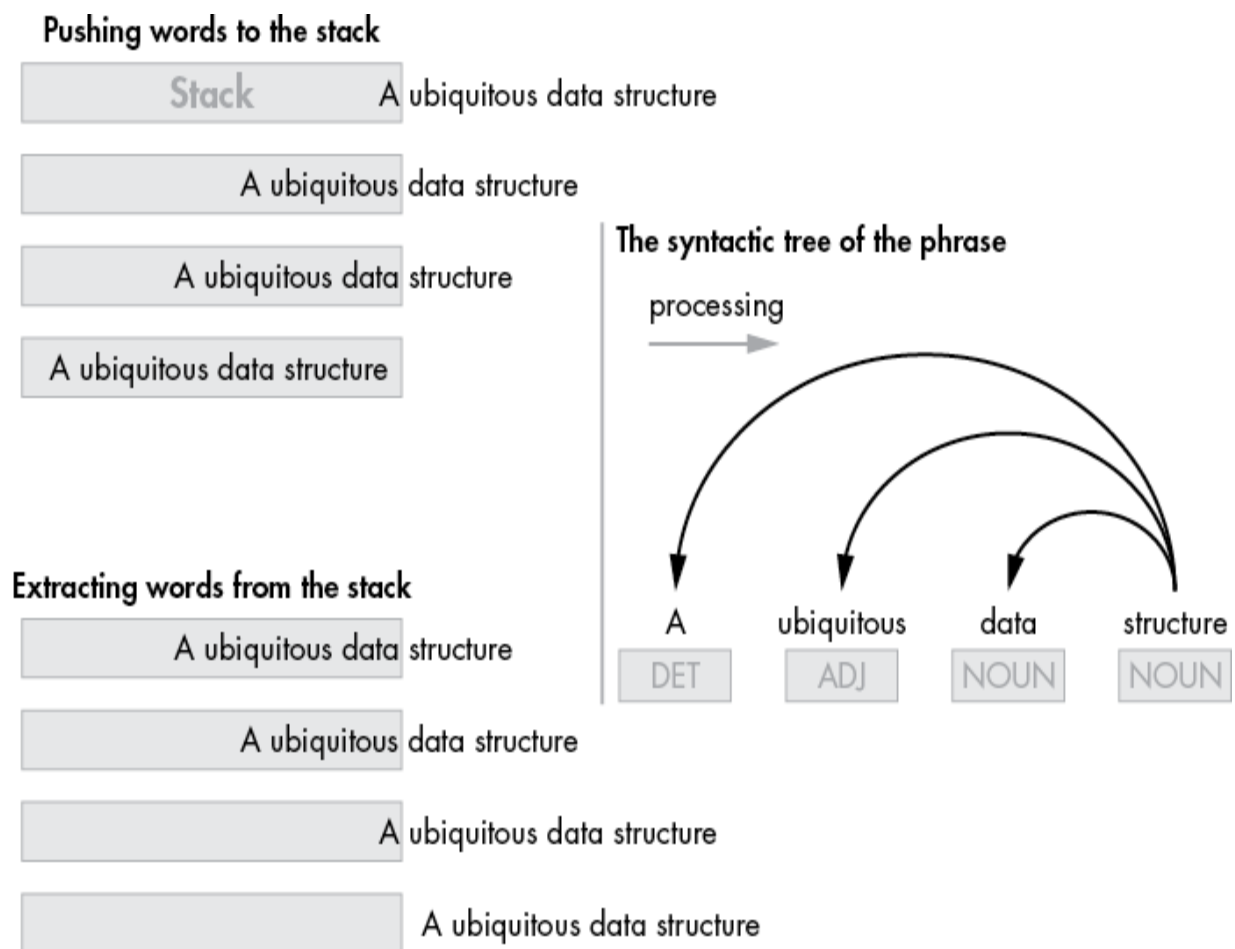 Pushing words to the stack
Stack A ubiquitous data structure
A ubiquitous data structure
A ubiquitous data structure
A ubiquitous data structure
The syntactic tree of the phrase
processing
A ubiquitous data structure
DET ADJ NOUN NOUN
Extracting words from the stack
A ubiquitous data structure
A ubiquitous data structure
A ubiquitous data structure
A ubiquitous data structure